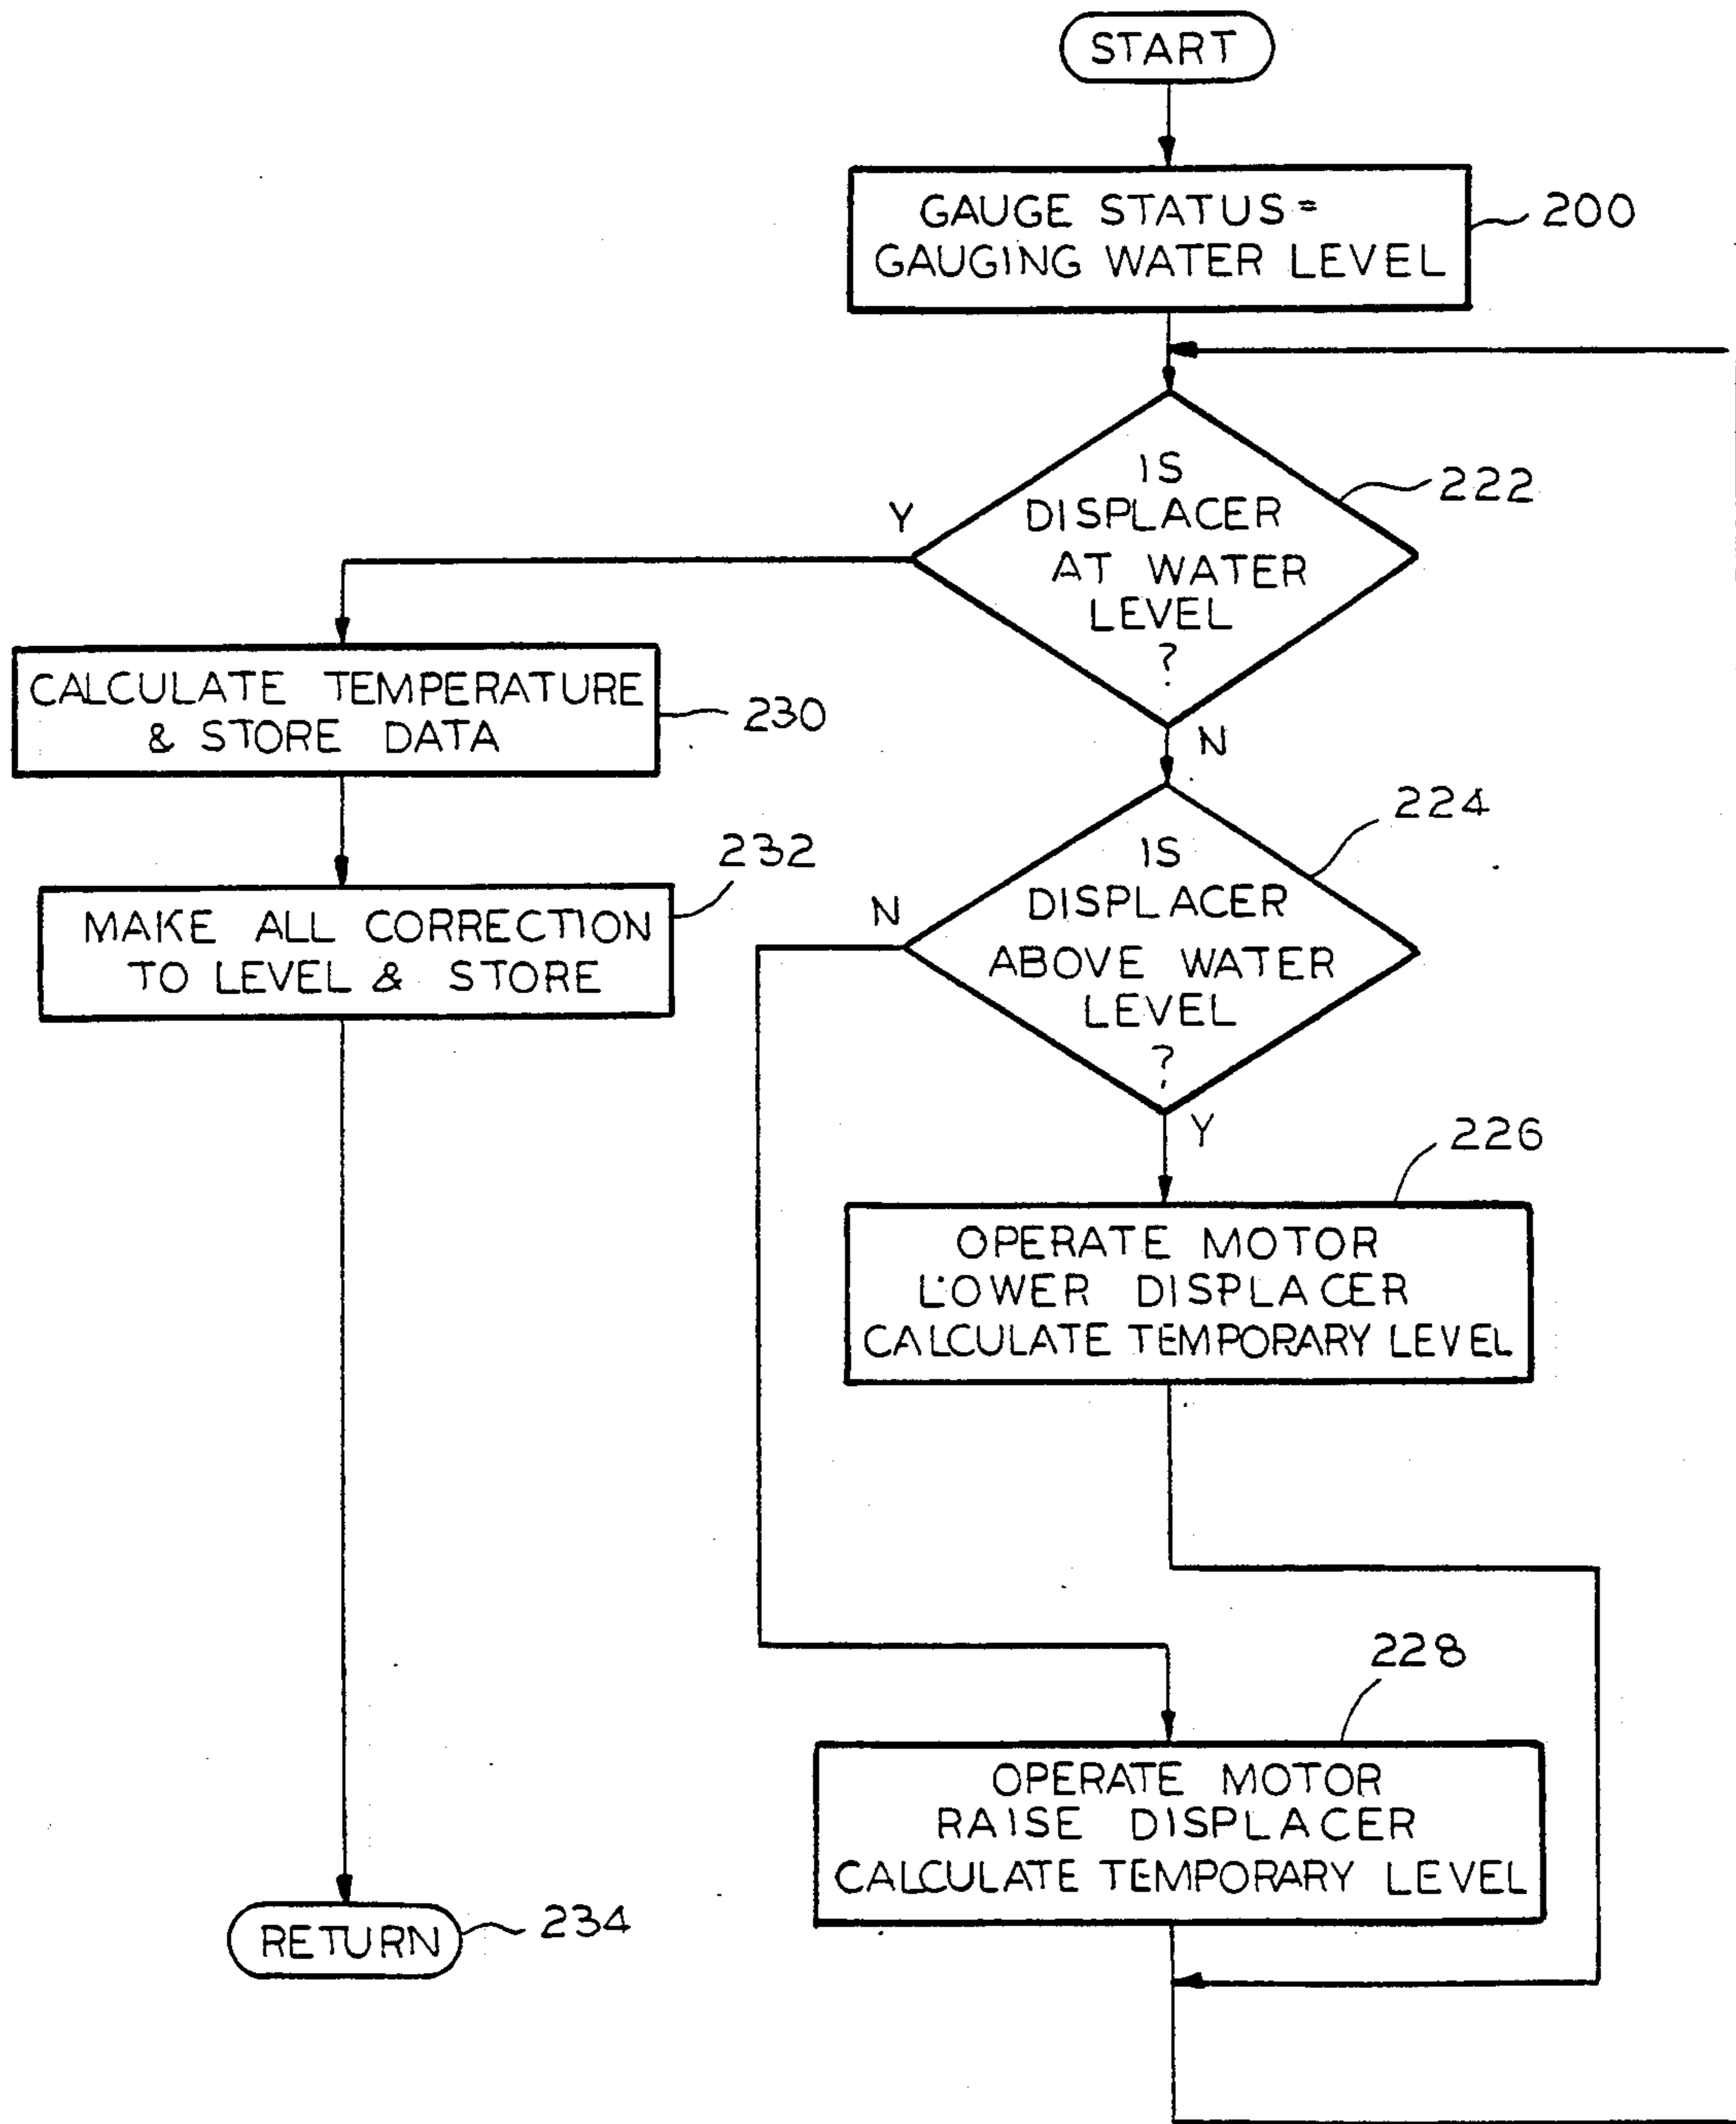 START
GAUGE STATUS =
GAUGING WATER LEVEL
200
IS
DISPLACER
AT WATER
LEVEL
?
222
Y
N
CALCULATE TEMPERATURE
& STORE DATA
230
MAKE ALL CORRECTION
TO LEVEL & STORE
232
IS
DISPLACER
ABOVE WATER
LEVEL
?
224
N
Y
OPERATE MOTOR
LOWER DISPLACER
CALCULATE TEMPORARY LEVEL
226
OPERATE MOTOR
RAISE DISPLACER
CALCULATE TEMPORARY LEVEL
228
RETURN
234